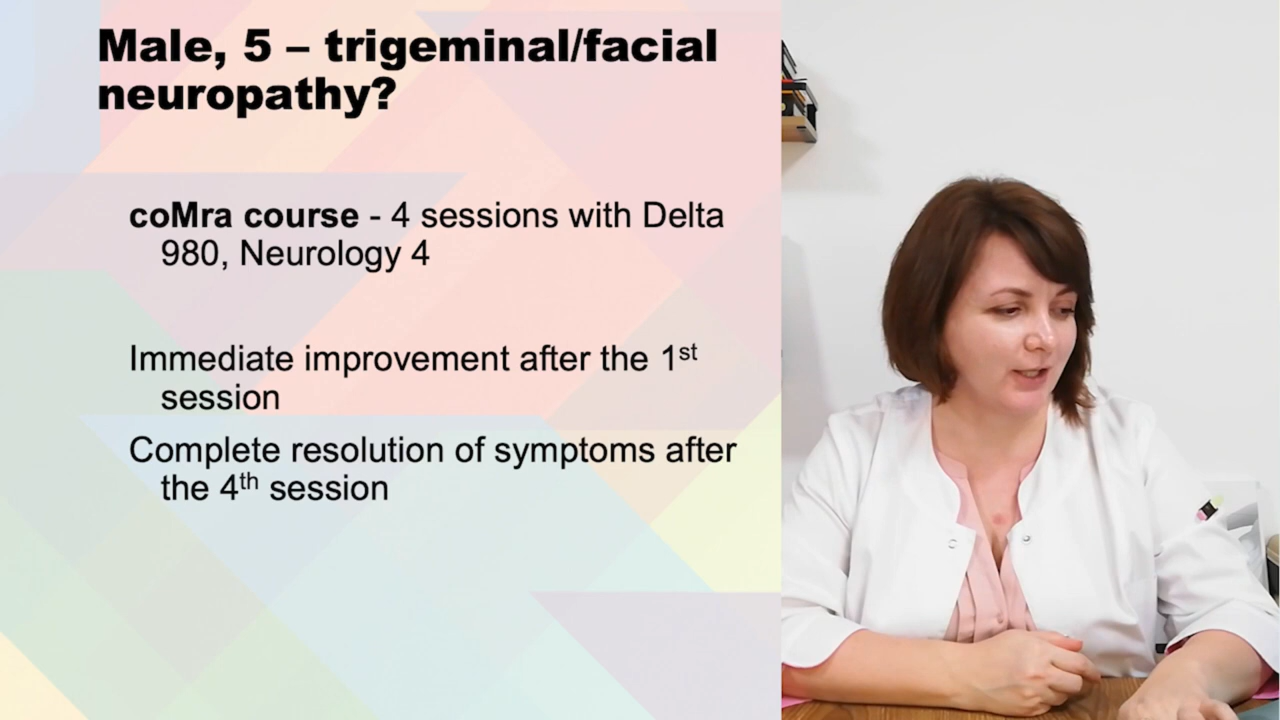 Male, 5 – trigeminal/facial
neuropathy?
coMra course - 4 sessions with Delta
980, Neurology 4
Immediate improvement after the 1st
session
Complete resolution of symptoms after
the 4th session